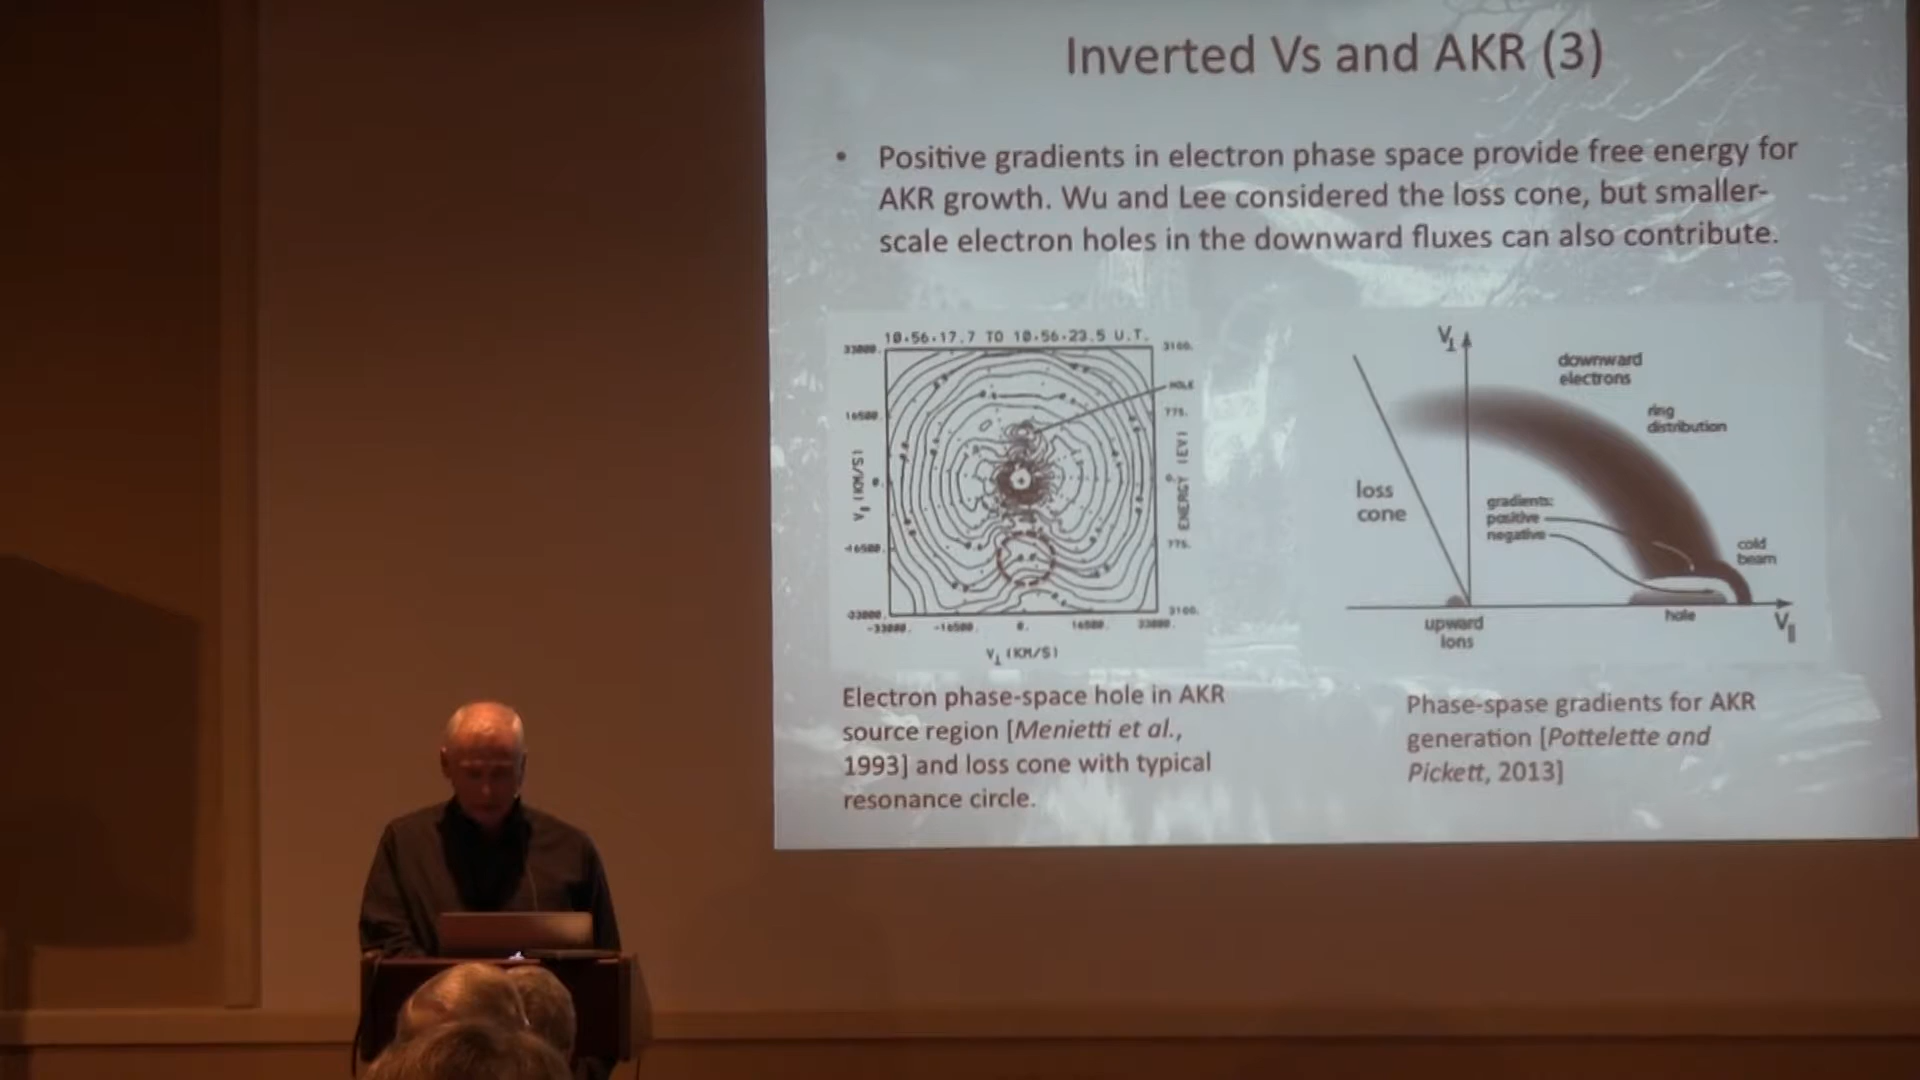 Inverted Vs and AKR (3)
• Positive gradients in electron phase space provide free energy for
AKR growth. Wu and Lee considered the loss cone, but smaller-
scale electron holes in the downward fluxes can also contribute.
10:56:17.7 TO 10:56:23.5 U.T.
33000.
16500.
0.
-16500.
-33000.
V∥ (KM/S)
3100.
775.
0.
775.
3100.
ENERGY (EV)
HOLE
-33000. -16500. 0. 16500. 33000.
V⊥ (KM/S)
V⊥
downward
electrons
ring
distribution
loss
cone
gradients:
positive
negative
cold
beam
upward
ions
hole
V∥
Electron phase-space hole in AKR
source region [Menietti et al.,
1993] and loss cone with typical
resonance circle.
Phase-spase gradients for AKR
generation [Pottelette and
Pickett, 2013]